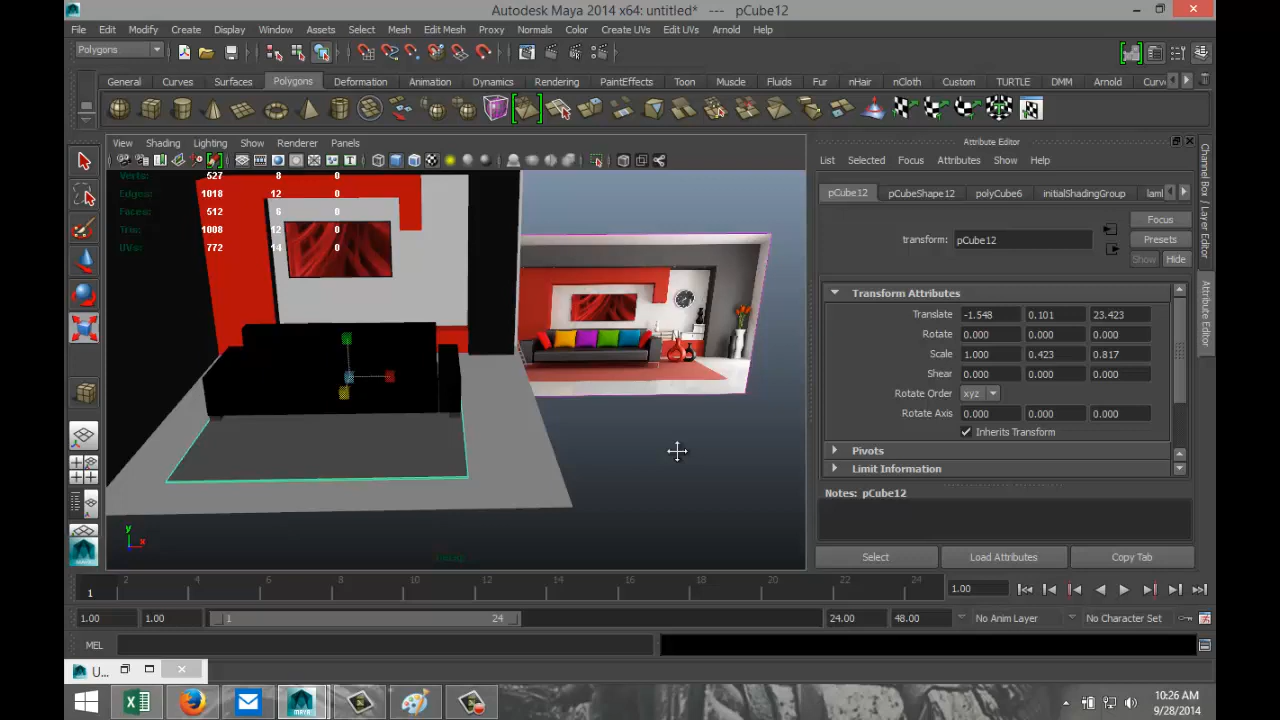 Autodesk Maya 2014 x64: untitled* --- pCube12
File Edit Modify Create Display Window Assets Select Mesh Edit Mesh Proxy Normals Color Create UVs Edit UVs Arnold Help
Polygons
General Curves Surfaces Polygons Deformation Animation Dynamics Rendering PaintEffects Toon Muscle Fluids Fur nHair nCloth Custom TURTLE DMM Arnold Curv
View Shading Lighting Show Renderer Panels
Attribute Editor
List Selected Focus Attributes Show Help
pCube12 pCubeShape12 polyCube6 initialShadingGroup laml
Verts: 527 8 0
Edges: 1018 12 0
Faces: 512 6 0
Tris: 1008 12 0
UVs: 772 14 0
Focus
transform: pCube12 Presets
Show Hide
Transform Attributes
Translate -1.548 0.101 23.423
Rotate 0.000 0.000 0.000
Scale 1.000 0.423 0.817
Shear 0.000 0.000 0.000
Rotate Order xyz
Rotate Axis 0.000 0.000 0.000
Inherits Transform
Pivots
Limit Information
Notes: pCube12
Select Load Attributes Copy Tab
Channel Box / Layer Editor
Attribute Editor
y
x
2 4 6 8 10 12 14 16 18 20 22 24
1 1.00
1.00 1.00 1 24 24.00 48.00 No Anim Layer No Character Set
MEL
U...
10:26 AM
9/28/2014